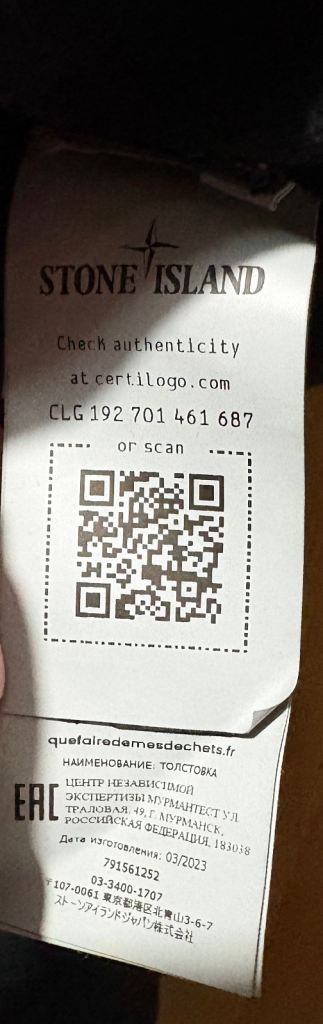 STONE ISLAND
Check authenticity
at certilogo.com
CLG 192 701 461 687
or scan
quefairedemesdechets.fr
НАИМЕНОВАНИЕ: ТОЛСТОВКА
EAC
ЦЕНТР НЕЗАВИСИМОЙ
ЭКСПЕРТИЗЫ МУРМАНТЕСТ УЛ.
ТРАЛОВАЯ, 49, Г. МУРМАНСК,
РОССИЙСКАЯ ФЕДЕРАЦИЯ, 183038
Дата изготовления: 03/2023
791561252
03-3400-1707
〒107-0061 東京都港区北青山3-6-7
ストーンアイランドジャパン株式会社